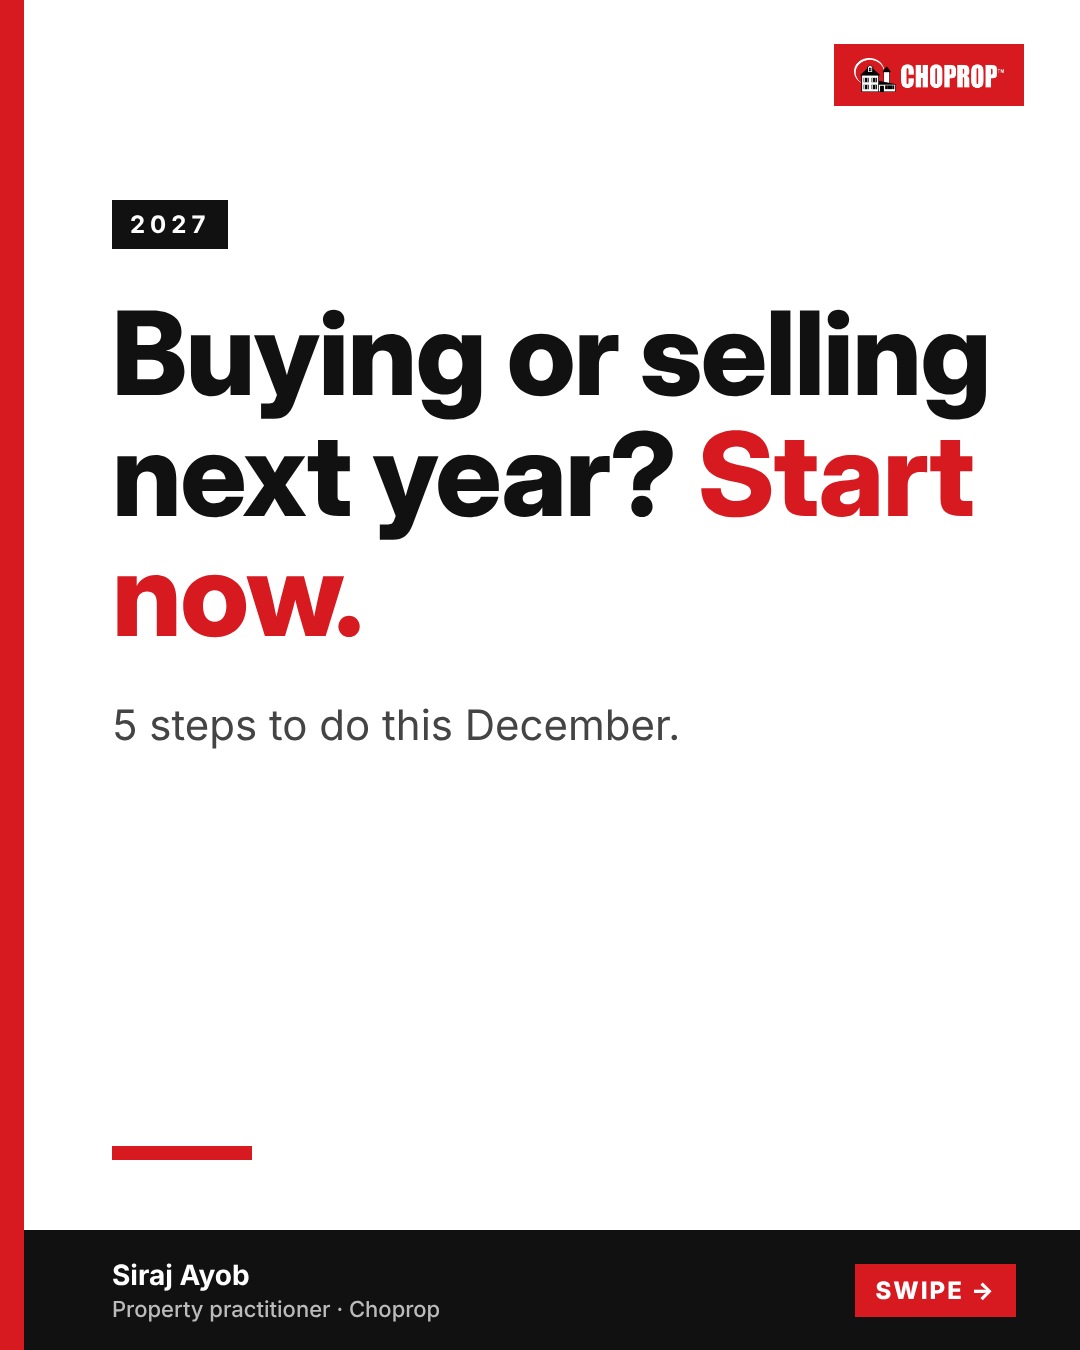 CHOPROP™
2027
Buying or selling
next year? Start
now.
5 steps to do this December.
Siraj Ayob
Property practitioner · Choprop
SWIPE →